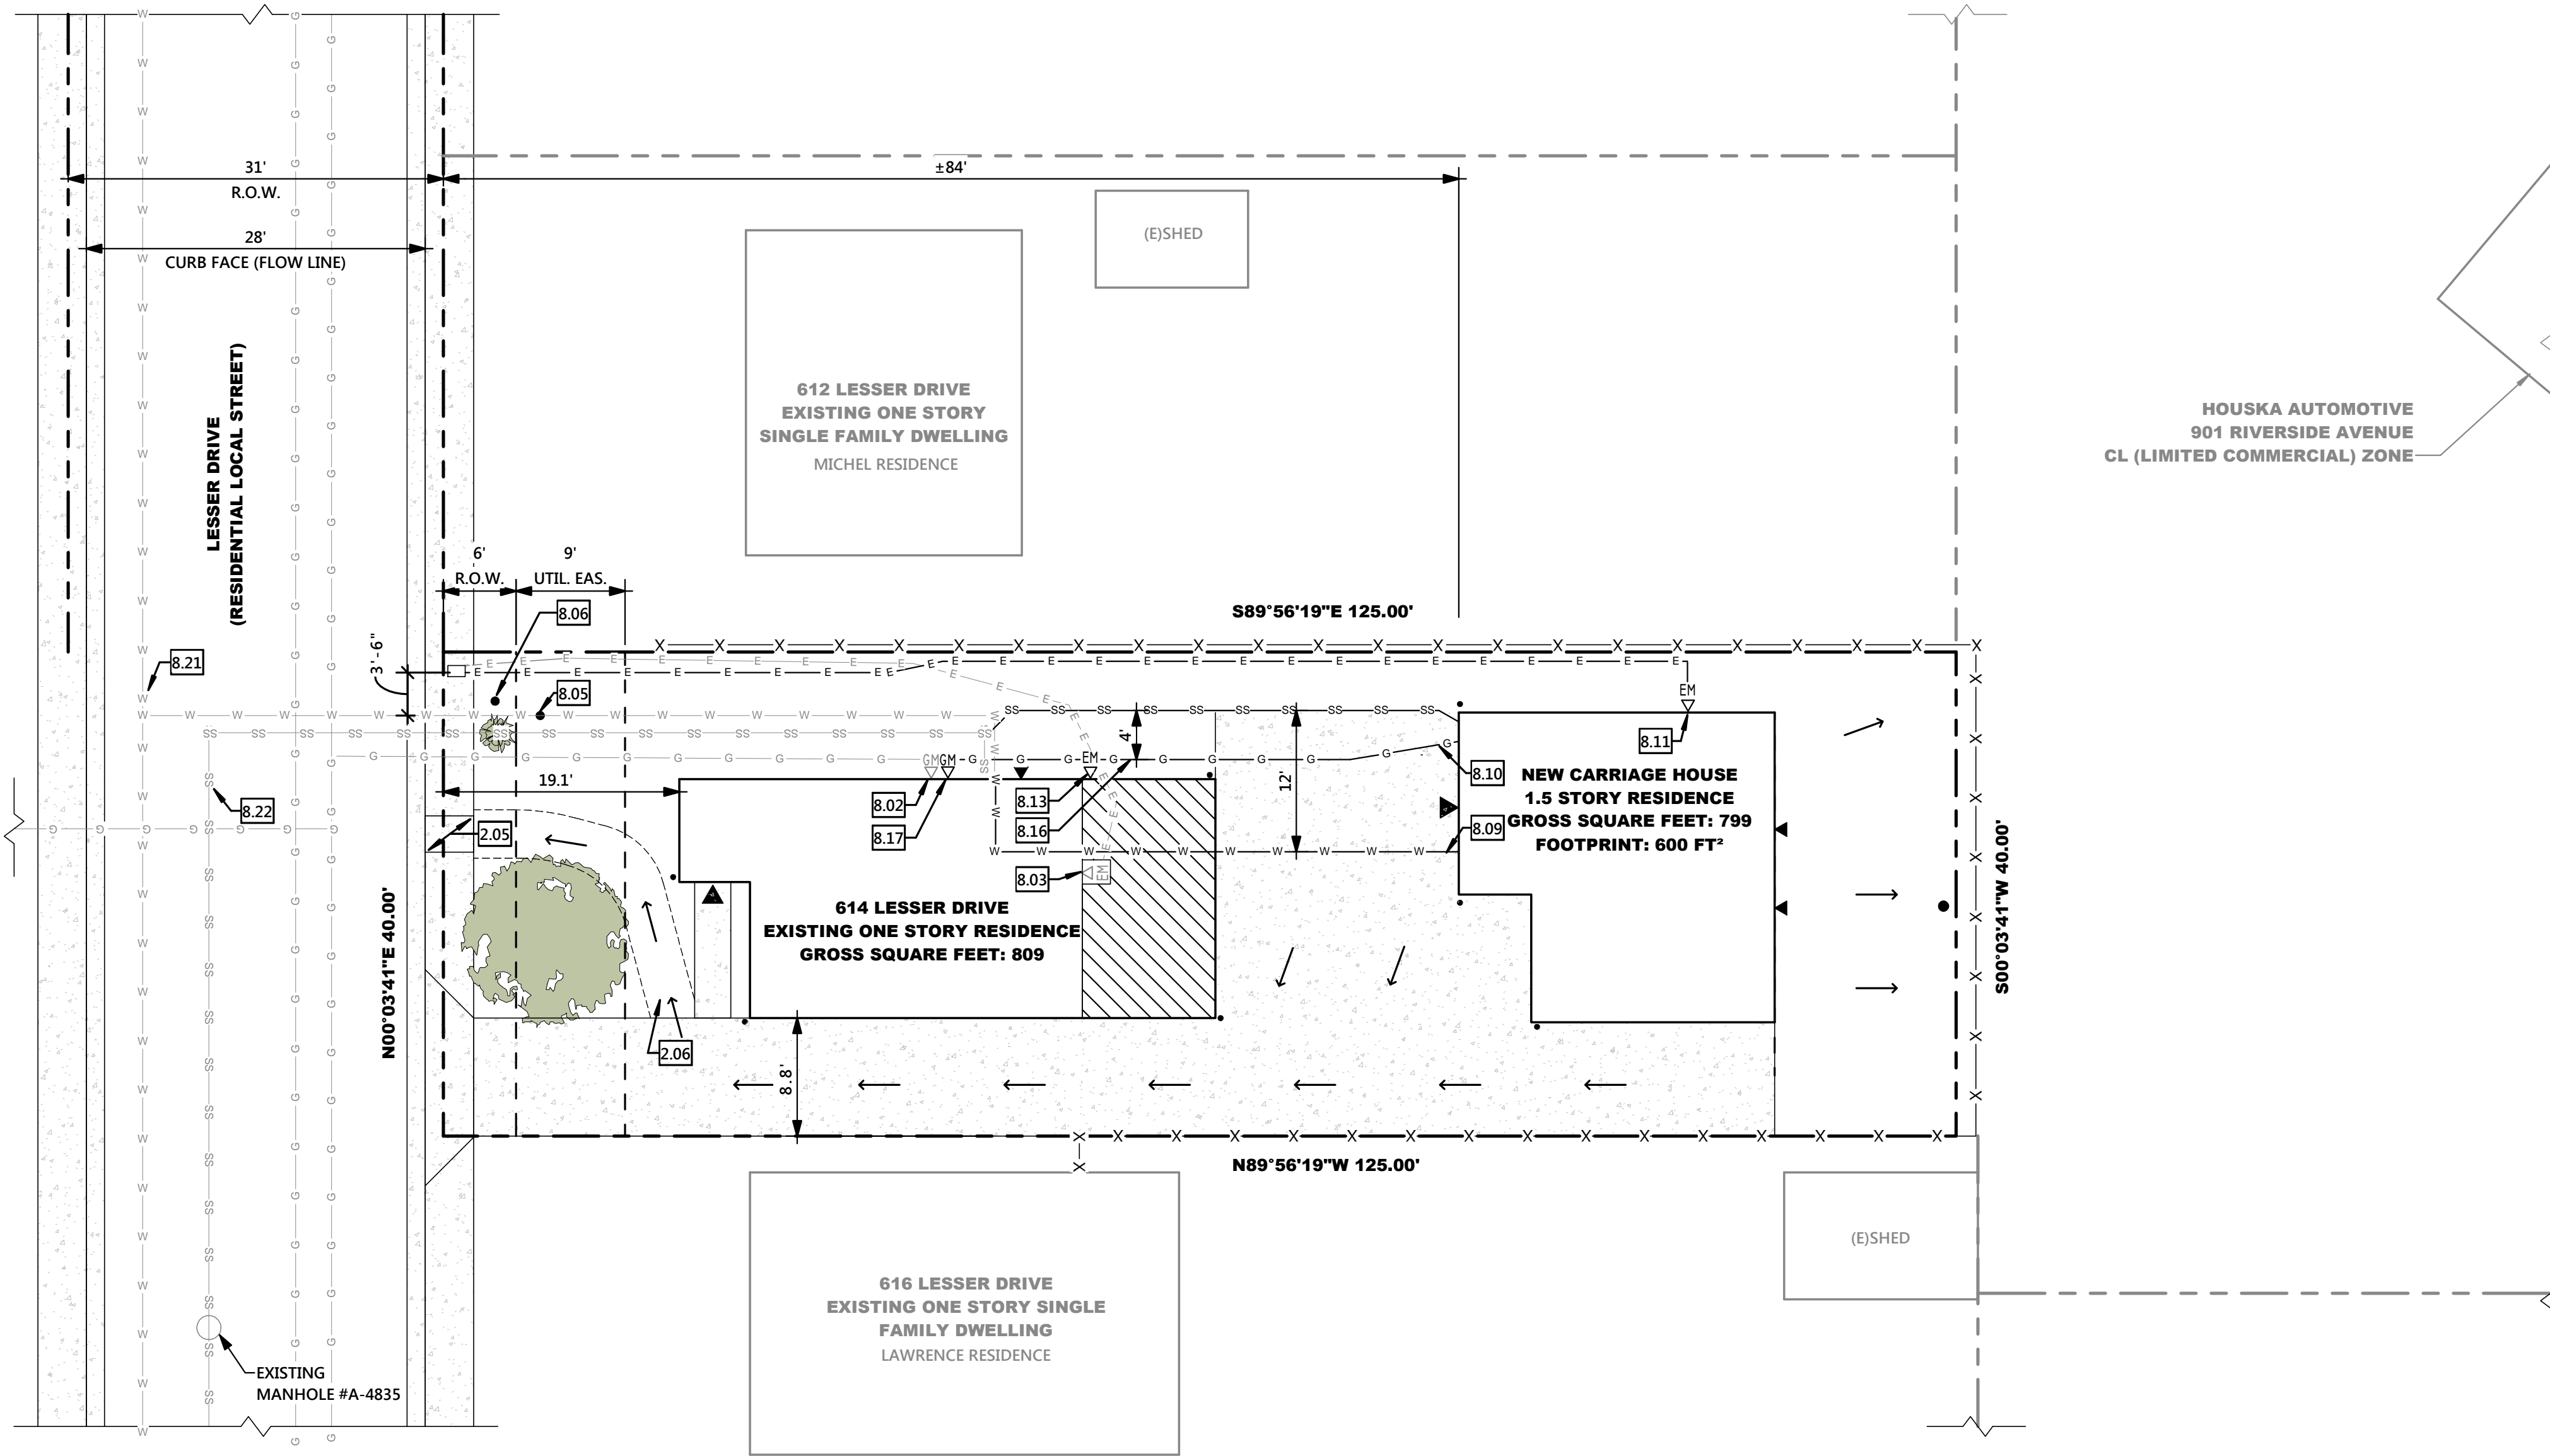 31'
R.O.W.
±84'
28'
CURB FACE (FLOW LINE)
(E)SHED
612 LESSER DRIVE
EXISTING ONE STORY
SINGLE FAMILY DWELLING
MICHEL RESIDENCE
HOUSKA AUTOMOTIVE
901 RIVERSIDE AVENUE
CL (LIMITED COMMERCIAL) ZONE
LESSER DRIVE
(RESIDENTIAL LOCAL STREET)
6'
R.O.W.
9'
UTIL. EAS.
8.06
S89°56'19"E 125.00'
8.21
3'-6"
8.05
EM
8.11
4'
12'
GM
GM
EM
19.1'
8.02
8.17
8.13
8.16
8.10
NEW CARRIAGE HOUSE
1.5 STORY RESIDENCE
GROSS SQUARE FEET: 799
FOOTPRINT: 600 FT²
8.09
8.22
2.05
8.03
EM
614 LESSER DRIVE
EXISTING ONE STORY RESIDENCE
GROSS SQUARE FEET: 809
N00°03'41"E 40.00'
S00°03'41"W 40.00'
2.06
8.8'
N89°56'19"W 125.00'
616 LESSER DRIVE
EXISTING ONE STORY SINGLE
FAMILY DWELLING
LAWRENCE RESIDENCE
(E)SHED
EXISTING
MANHOLE #A-4835